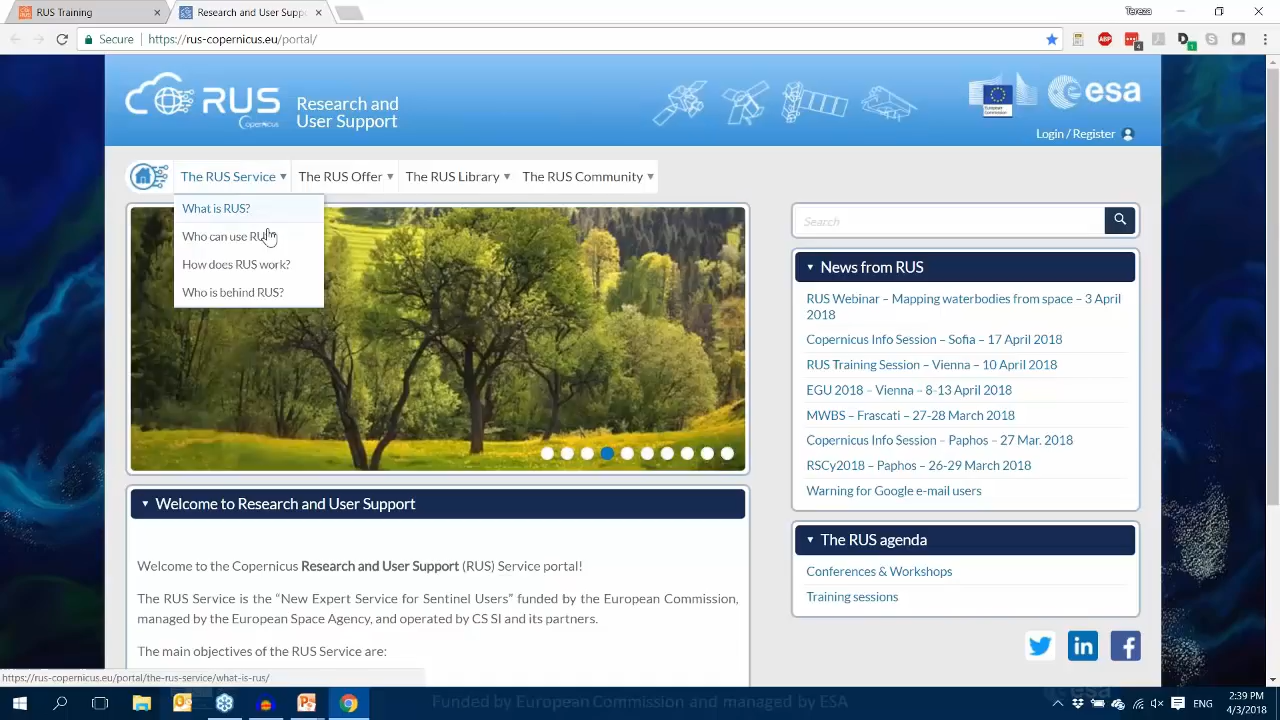 RUS Training
RUS Copernicus Dedicated
Tereza
Secure
https://rus-copernicus.eu/portal/
RUS
Copernicus
Research and
User Support
European
Commission
esa
Login / Register
The RUS Service
The RUS Offer
The RUS Library
The RUS Community
What is RUS?
Who can use RUS?
How does RUS work?
Who is behind RUS?
Search
News from RUS
RUS Webinar – Mapping waterbodies from space – 3 April
2018
Copernicus Info Session – Sofia – 17 April 2018
RUS Training Session – Vienna – 10 April 2018
EGU 2018 – Vienna – 8-13 April 2018
MWBS – Frascati – 27-28 March 2018
Copernicus Info Session – Paphos – 27 Mar. 2018
RSCy2018 – Paphos – 26-29 March 2018
Warning for Google e-mail users
The RUS agenda
Conferences & Workshops
Training sessions
Welcome to Research and User Support
Welcome to the Copernicus Research and User Support (RUS) Service portal!
The RUS Service is the “New Expert Service for Sentinel Users” funded by the European Commission,
managed by the European Space Agency, and operated by CS SI and its partners.
The main objectives of the RUS Service are:
https://rus-copernicus.eu/portal/the-rus-service/what-is-rus/
Funded by European Commission and managed by ESA
ENG
2:39 PM
4/3/2018